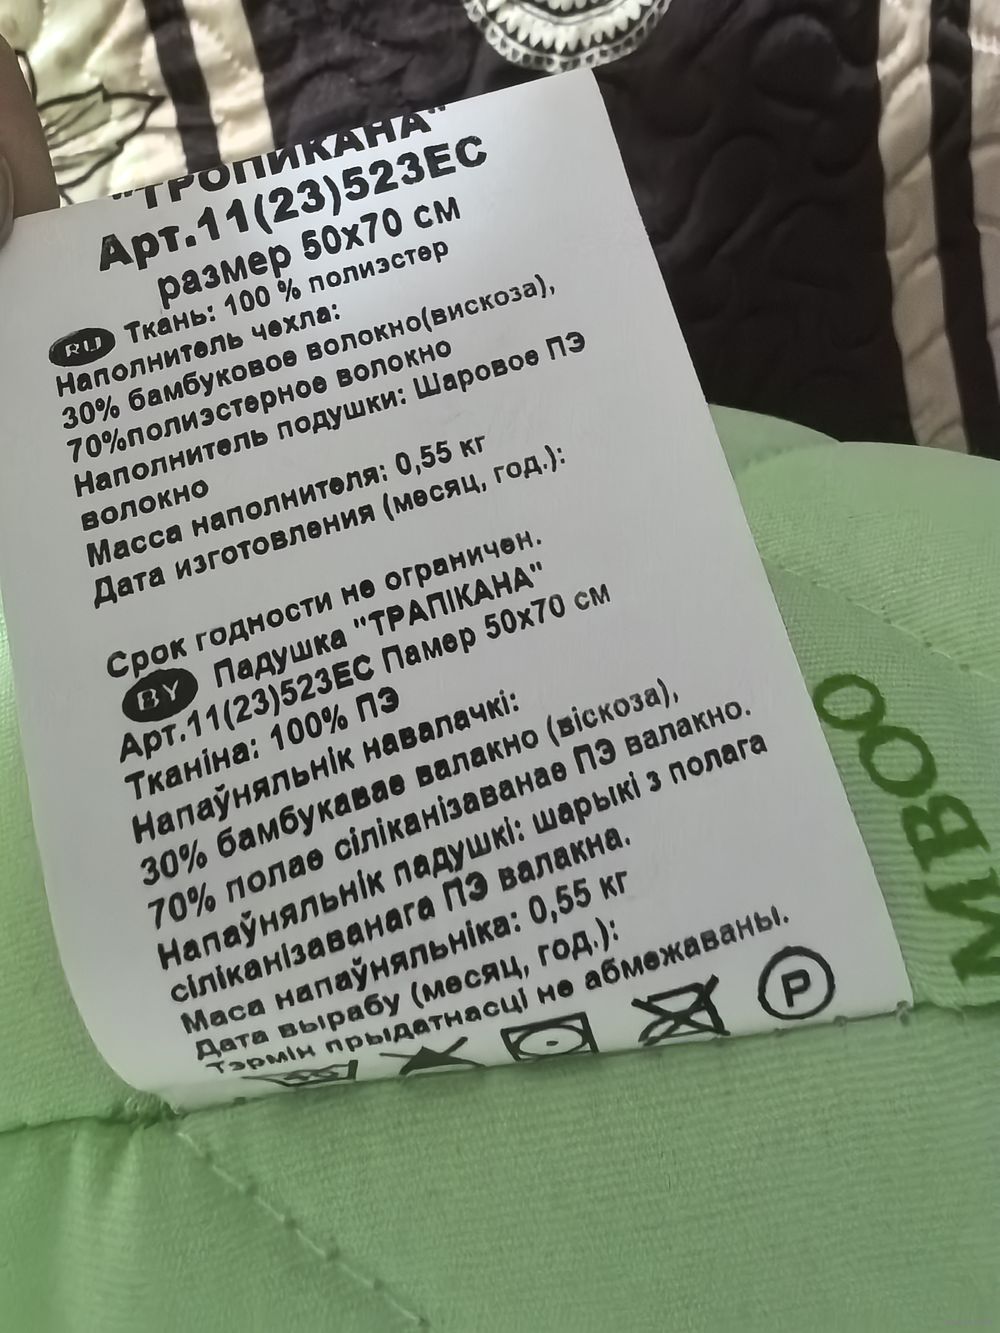 "ТРОПИКАНА"
Арт.11(23)523ЕС
размер 50х70 см
RU Ткань: 100 % полиэстер
Наполнитель чехла:
30% бамбуковое волокно(вискоза),
70%полиэстерное волокно
Наполнитель подушки: Шаровое ПЭ
волокно
Масса наполнителя: 0,55 кг
Дата изготовления (месяц, год.):
Срок годности не ограничен.
BY Падушка "ТРАПІКАНА"
Арт.11(23)523ЕС Памер 50х70 см
Тканіна: 100% ПЭ
Напаўняльнік навалачкі:
30% бамбукавае валакно (віскоза),
70% полае сіліканізаванае ПЭ валакно.
Напаўняльнік падушкі: шарыкі з полага
сіліканізаванага ПЭ валакна.
Маса напаўняльніка: 0,55 кг
Дата вырабу (месяц, год.):
Тэрмін прыдатнасці не абмежаваны.
P
MBOO